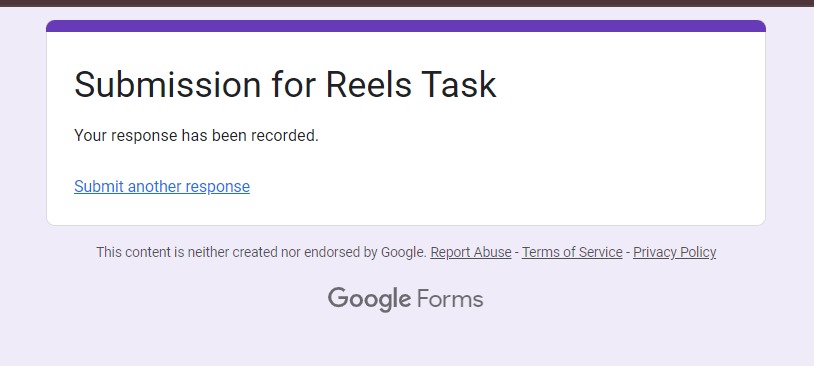 Submission for Reels Task
Your response has been recorded.
Submit another response
This content is neither created nor endorsed by Google. Report Abuse - Terms of Service - Privacy Policy
Google Forms